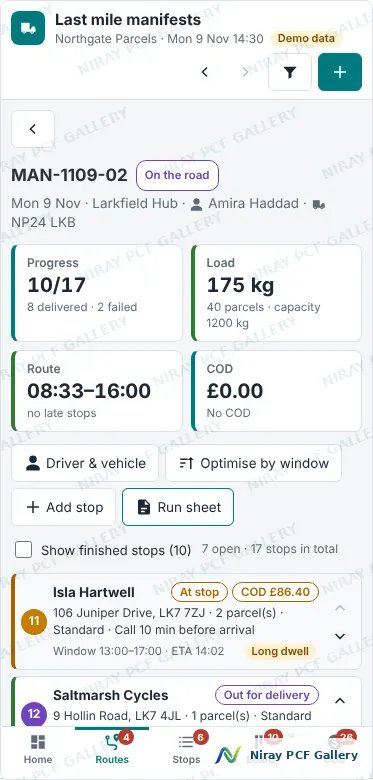 Last mile manifests
Northgate Parcels · Mon 9 Nov 14:30 Demo data
MAN-1109-02 On the road
Mon 9 Nov · Larkfield Hub · Amira Haddad ·
NP24 LKB
Progress
10/17
8 delivered · 2 failed
Load
175 kg
40 parcels · capacity
1200 kg
Route
08:33–16:00
no late stops
COD
£0.00
No COD
Driver & vehicle
Optimise by window
Add stop
Run sheet
Show finished stops (10) 7 open · 17 stops in total
Isla Hartwell At stop COD £86.40
11
106 Juniper Drive, LK7 7ZJ · 2 parcel(s) ·
Standard · Call 10 min before arrival
Window 13:00–17:00 · ETA 14:02 Long dwell
Saltmarsh Cycles Out for delivery
12
9 Hollin Road, LK7 4JL · 1 parcel(s) · Standard
4
6
10
26
Home
Routes
Stops
Niray PCF Gallery
NIRAY PCF GALLERY